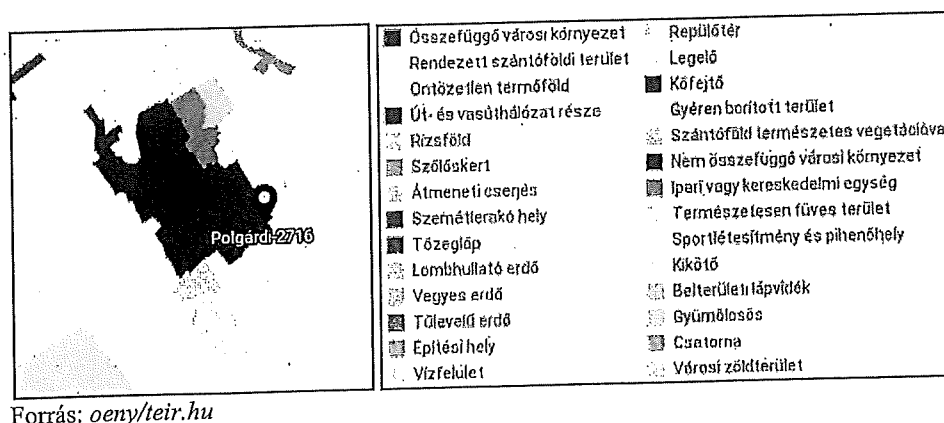 Polgárdi-2716
Összefüggő városi környezet
Rendezett szántóföldi terület
Öntözetlen termőföld
Út- és vasúthálózat része
Rizsföld
Szőlőskert
Átmeneti cserjés
Szemétlerakó hely
Tőzegláp
Lombhullató erdő
Vegyes erdő
Tűlevelű erdő
Építési hely
Vízfelület
Repülőtér
Legelő
Kőfejtő
Gyéren borított terület
Szántóföld természetes vegetációva
Nem összefüggő városi környezet
Ipari vagy kereskedelmi egység
Természetesen füves terület
Sportlétesítmény és pihenőhely
Kikötő
Belterületi lápvidék
Gyümölcsös
Csatorna
Városi zöldterület
Forrás: oeny/teir.hu